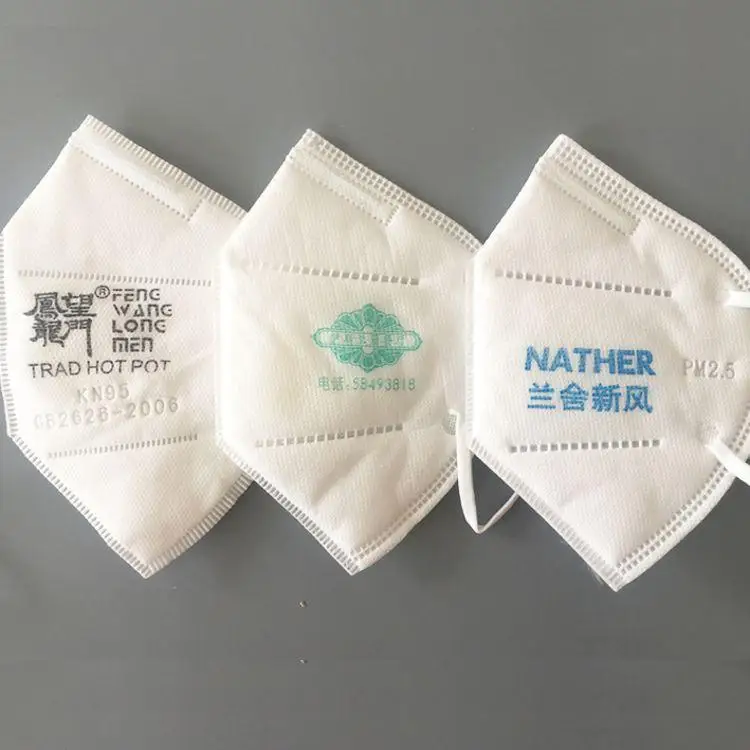 鳳望®
龍門
FENG
WANG
LONG
MEN
TRAD HOT POT
KN95
GB2626-2006
电话:58493818
NATHER
兰舍新风
PM2.5